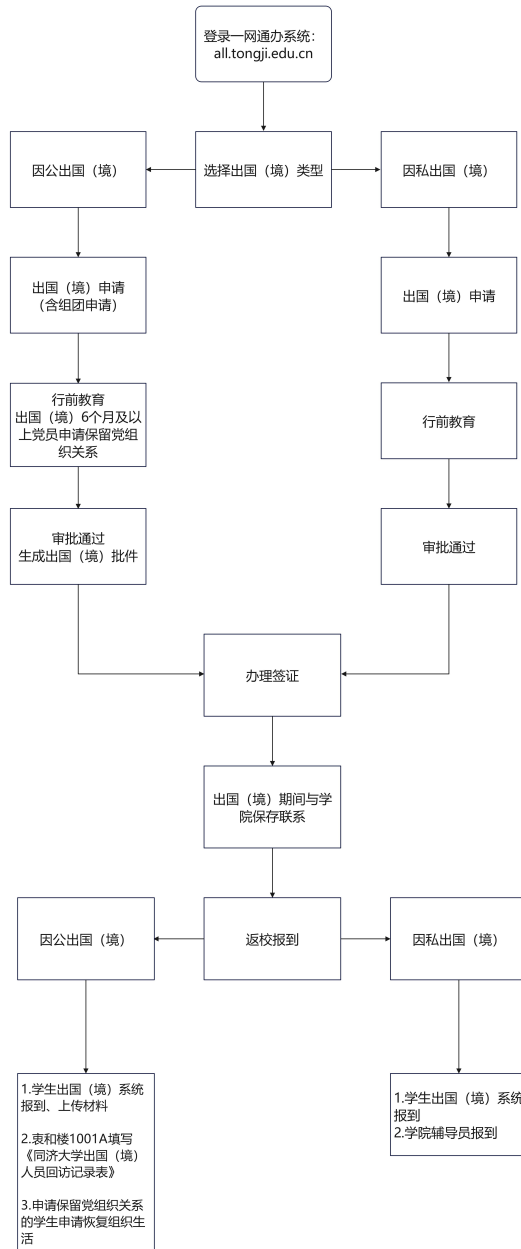 登录一网通办系统：
all.tongji.edu.cn
因公出国（境）
选择出国（境）类型
因私出国（境）
出国（境）申请
（含组团申请）
出国（境）申请
行前教育
出国（境）6个月及以
上党员申请保留党组
织关系
行前教育
审批通过
生成出国（境）批件
审批通过
办理签证
出国（境）期间与学
院保存联系
因公出国（境）
返校报到
因私出国（境）
1.学生出国（境）系统
报到、上传材料
2.衷和楼1001A填写
《同济大学出国（境）
人员回访记录表》
3.申请保留党组织关系
的学生申请恢复组织生
活
1.学生出国（境）系统
报到
2.学院辅导员报到